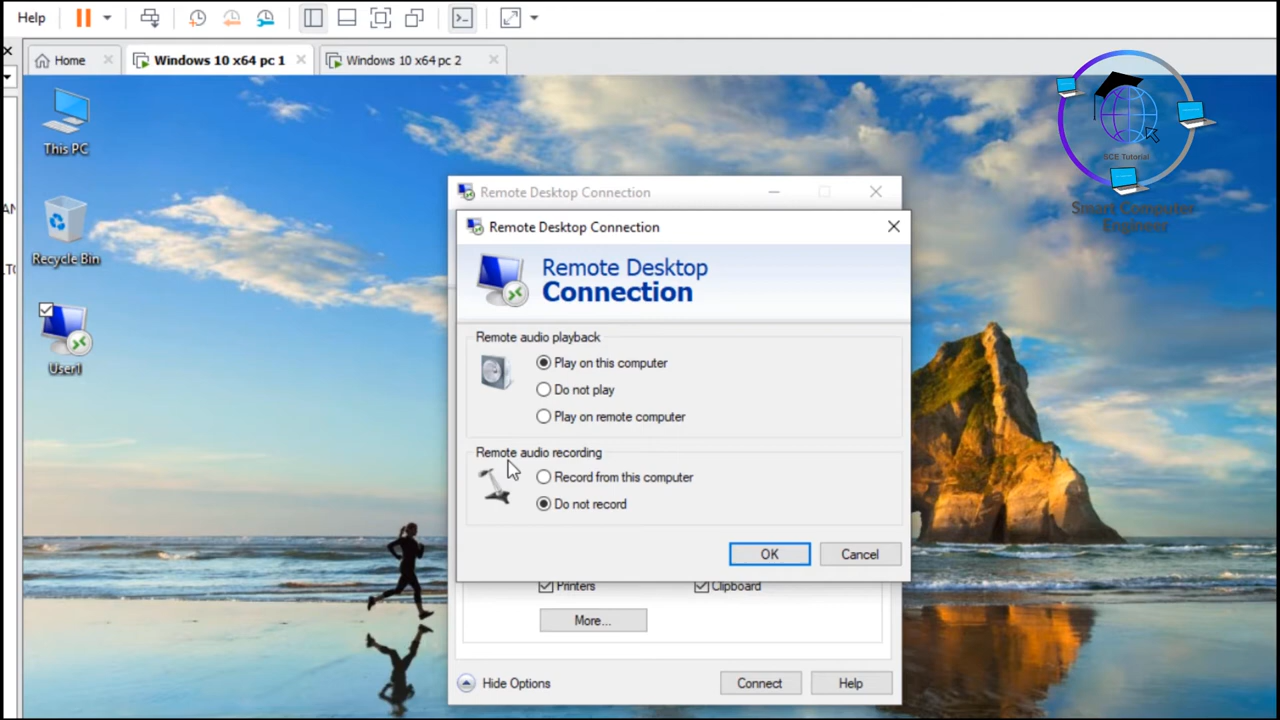 Help
Home
Windows 10 x64 pc 1
Windows 10 x64 pc 2
This PC
Recycle Bin
User1
SCE Tutorial
Smart Computer
Engineer
Remote Desktop Connection
Remote Desktop Connection
Remote Desktop
Connection
Remote audio playback
Play on this computer
Do not play
Play on remote computer
Remote audio recording
Record from this computer
Do not record
OK
Cancel
Printers
Clipboard
More...
Hide Options
Connect
Help